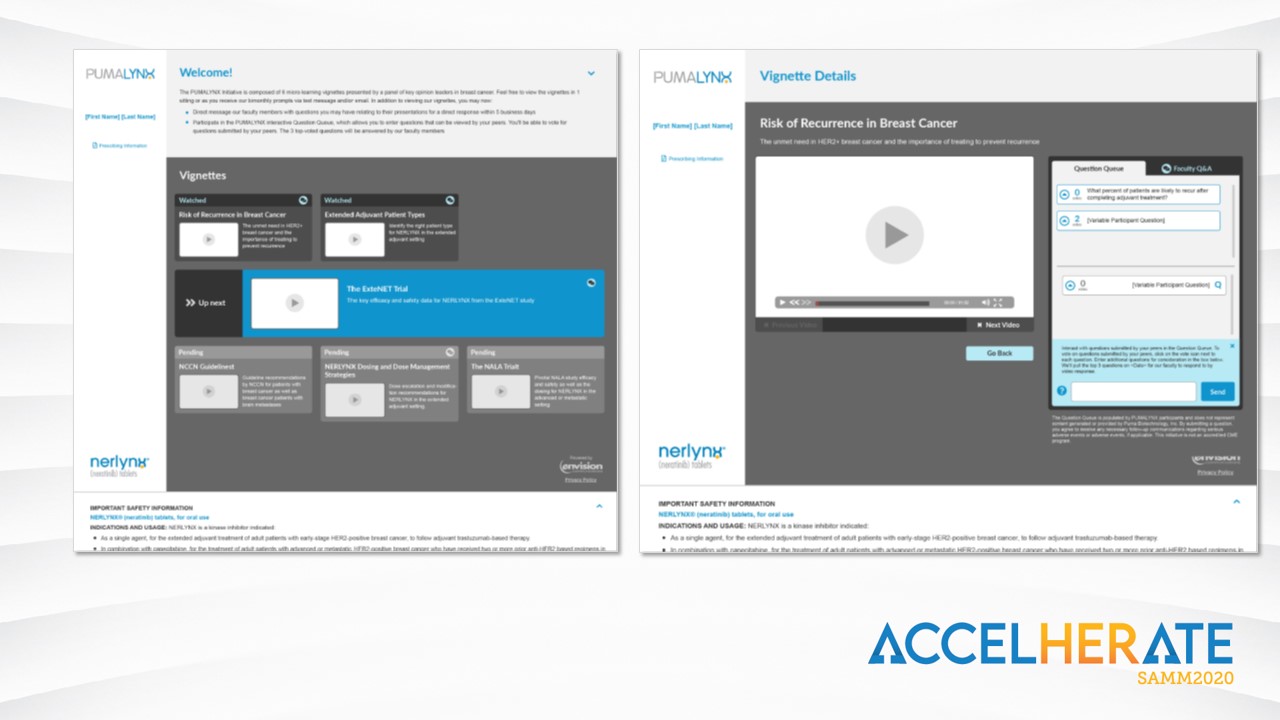 PUMALYNX
[First Name] [Last Name]
Prescribing Information
Welcome!
The PUMALYNX Initiative is composed of 6 micro learning vignettes presented by a panel of key opinion leaders in breast cancer. Feel free to view the vignettes in 1
sitting or as you receive our bimonthly prompts via text message and/or email. In addition to viewing our vignettes, you may now:
Direct message our faculty members with questions you may have relating to their presentations for a direct response within 5 business days
Participate in the PUMALYNX Interactive Question Queue, which allows you to enter questions that can be viewed by your peers. You'll be able to vote for
questions submitted by your peers. The 3 top voted questions will be answered by our faculty members
Vignettes
Watched
Risk of Recurrence in Breast Cancer
The unmet need in HER2+
breast cancer and the
importance of treating to
prevent recurrence
Watched
Extended Adjuvant Patient Types
Identify the right patient type
for NERLYNX in the extended
adjuvant setting
Up next
The ExteNET Trial
The key efficacy and safety data for NERLYNX from the ExteNET study
Pending
Guideline recommendations
by NCCN for patients with
breast cancer as well as
breast cancer patients with
brain metastases
Pending
NERLYNX Dosing and Dose Management
Strategies
Dose escalation and modifica-
tion recommendations for
NERLYNX in the extended
adjuvant setting.
Pending
The NALA
Pivotal NALA study efficacy
and safety as well as the
dosing for NERLYNX in the
advanced or metastatic
setting
nerlynx
(neratinib) tablets
Powered by
envision
Privacy Policy
IMPORTANT SAFETY INFORMATION
NERLYNX® (neratinib) tablets, for oral use
INDICATIONS AND USAGE: NERLYNX is a kinase inhibitor indicated
As a single agent, for the extended adjuvant treatment of adult patients with early-stage HER2-positive breast cancer, to follow adjuvant trastuzumab-based therapy.
In combination with capecitabine, for the treatment of adult patients with advanced or metastatic HER2-positive breast cancer who have received two or more prior anti-HER2 based regimens in
PUMALYNX
[First Name] [Last Name]
Prescribing Information
Vignette Details
Risk of Recurrence in Breast Cancer
The unmet need in HER2+ breast cancer and the importance of treating to prevent recurrence
Previous Video
Next Video
Go Back
Question Queue
Faculty Q&A
0
What percent of patients are likely to recur after
completing adjuvant treatment?
2
[Variable Participant Question]
0
[Variable Participant Question] Q
Interact with questions submitted by your peers in the Question Queue. To
vote on questions submitted by your peers, click on the vote icon next to
each question. Enter additional questions for consideration in the box below.
We'll put the top 3 questions on <Date> for our faculty to respond to by
video response
Send
The Question Queue is populated by PUMALYNX participants and does not represent
content generated or provided by Puma Biotechnology, Inc. By submitting a question,
you agree to receive any necessary follow-up communications regarding serious
adverse events or adverse events, if applicable. This initiative is not an accredited CME
program.
nerlynx
(neratinib) tablets
envision
Privacy Policy
IMPORTANT SAFETY INFORMATION
NERLYNX® (neratinib) tablets, for oral use
INDICATIONS AND USAGE: NERLYNX is a kinase inhibitor indicated:
As a single agent, for the extended adjuvant treatment of adult patients with early-stage HER2-positive breast cancer, to follow adjuvant trastuzumab-based therapy.
In combination with capecitabine, for the treatment of adult patients with advanced or metastatic HER2-positive breast cancer who have received two or more prior anti-HER2 based regimens in
ACCELHERATE
SAMM2020